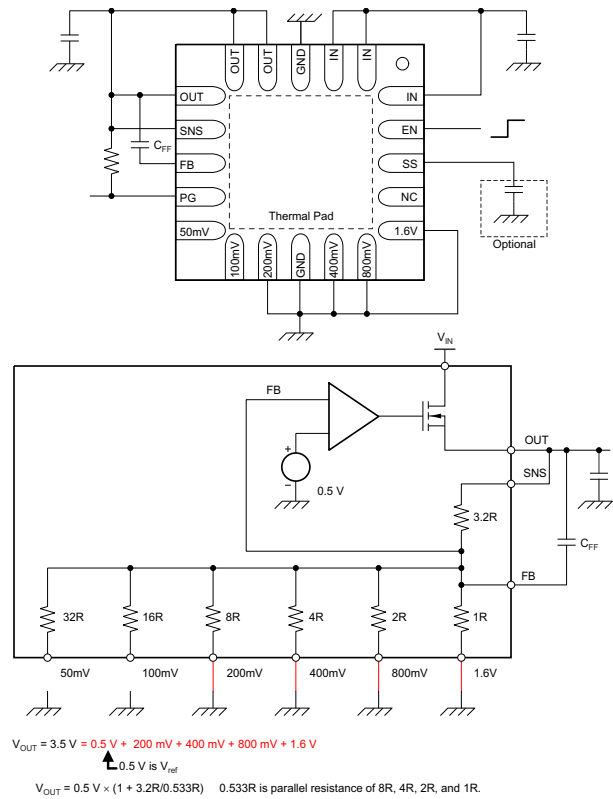 OUT
OUT
GND
IN
IN
OUT
IN
SNS
EN
CFF
FB
SS
PG
NC
Thermal Pad
50mV
1.6V
Optional
100mV
200mV
GND
400mV
800mV
VIN
FB
OUT
+
SNS
−
0.5 V
3.2R
CFF
FB
32R
16R
8R
4R
2R
1R
50mV
100mV
200mV
400mV
800mV
1.6V
VOUT = 3.5 V = 0.5 V + 200 mV + 400 mV + 800 mV + 1.6 V
0.5 V is Vref
VOUT = 0.5 V × (1 + 3.2R/0.533R) 0.533R is parallel resistance of 8R, 4R, 2R, and 1R.